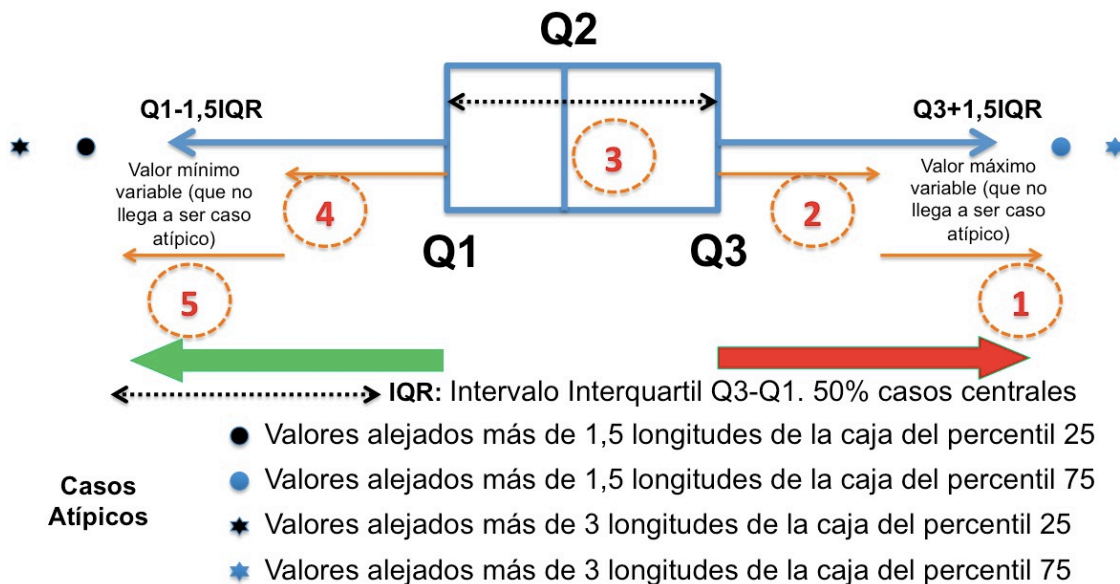 Q2
Q1-1,5IQR
Q3+1,5IQR
Valor mínimo
variable (que no
llega a ser caso
atípico)
3
Valor máximo
variable (que no
llega a ser caso
atípico)
4
2
Q1
Q3
5
1
IQR: Intervalo Interquartil Q3-Q1. 50% casos centrales
Casos
Atípicos
Valores alejados más de 1,5 longitudes de la caja del percentil 25
Valores alejados más de 1,5 longitudes de la caja del percentil 75
Valores alejados más de 3 longitudes de la caja del percentil 25
Valores alejados más de 3 longitudes de la caja del percentil 75